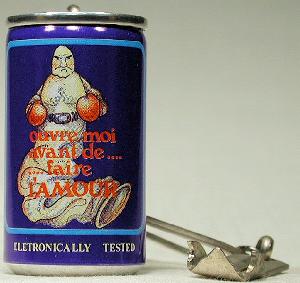 ouvre moi
avant de....
....faire
l'AMOUR
ELETRONICALLY TESTED